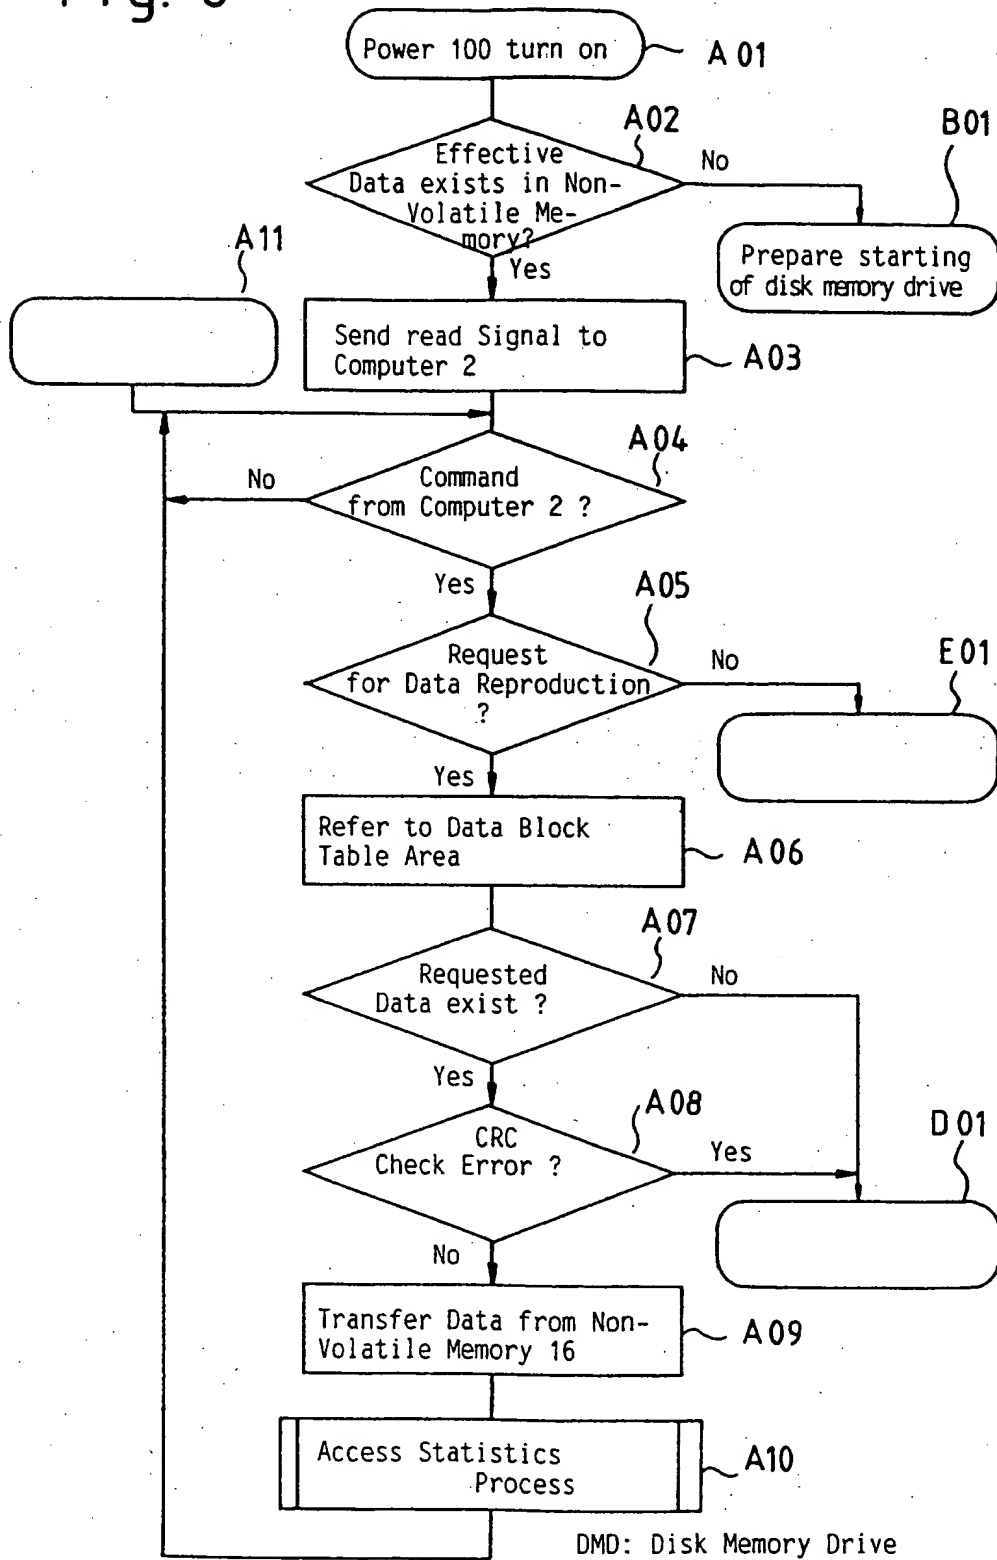 Power 100 turn on
A01
A02
B01
Effective
Data exists in Non-
Volatile Me-
mory?
No
Yes
Prepare starting
of disk memory drive
A11
Send read Signal to
Computer 2
A03
A04
Command
from Computer 2 ?
No
Yes
A05
Request
for Data Reproduction
?
No
E01
Yes
Refer to Data Block
Table Area
A06
A07
Requested
Data exist ?
No
Yes
A08
CRC
Check Error ?
Yes
D01
No
Transfer Data from Non-
Volatile Memory 16
A09
Access Statistics
Process
A10
DMD: Disk Memory Drive